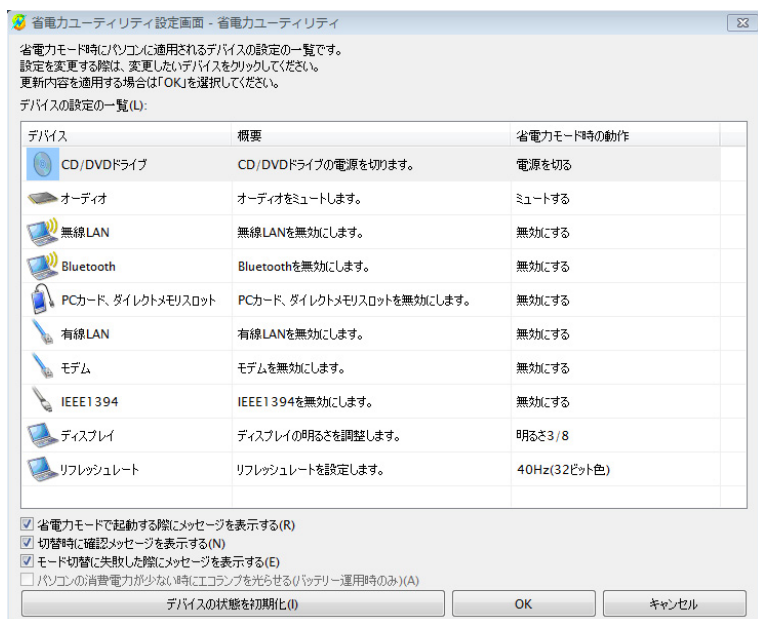 省電力ユーティリティ設定画面 - 省電力ユーティリティ
省電力モード時にパソコンに適用されるデバイスの設定の一覧です。
設定を変更する際は、変更したいデバイスをクリックしてください。
更新内容を適用する場合は「OK」を選択してください。
デバイスの設定の一覧(L):
デバイス 概要 省電力モード時の動作
CD/DVDドライブ CD/DVDドライブの電源を切ります。 電源を切る
オーディオ オーディオをミュートします。 ミュートする
無線LAN 無線LANを無効にします。 無効にする
Bluetooth Bluetoothを無効にします。 無効にする
PCカード、ダイレクトメモリスロット PCカード、ダイレクトメモリスロットを無効にします。 無効にする
有線LAN 有線LANを無効にします。 無効にする
モデム モデムを無効にします。 無効にする
IEEE1394 IEEE1394を無効にします。 無効にする
ディスプレイ ディスプレイの明るさを調整します。 明るさ3/8
リフレッシュレート リフレッシュレートを設定します。 40Hz(32ビット色)
省電力モードで起動する際にメッセージを表示する(R)
切替時に確認メッセージを表示する(N)
モード切替に失敗した際にメッセージを表示する(E)
パソコンの消費電力が少ない時にエコランプを光らせる(バッテリー運用時のみ)(A)
デバイスの状態を初期化(I) OK キャンセル